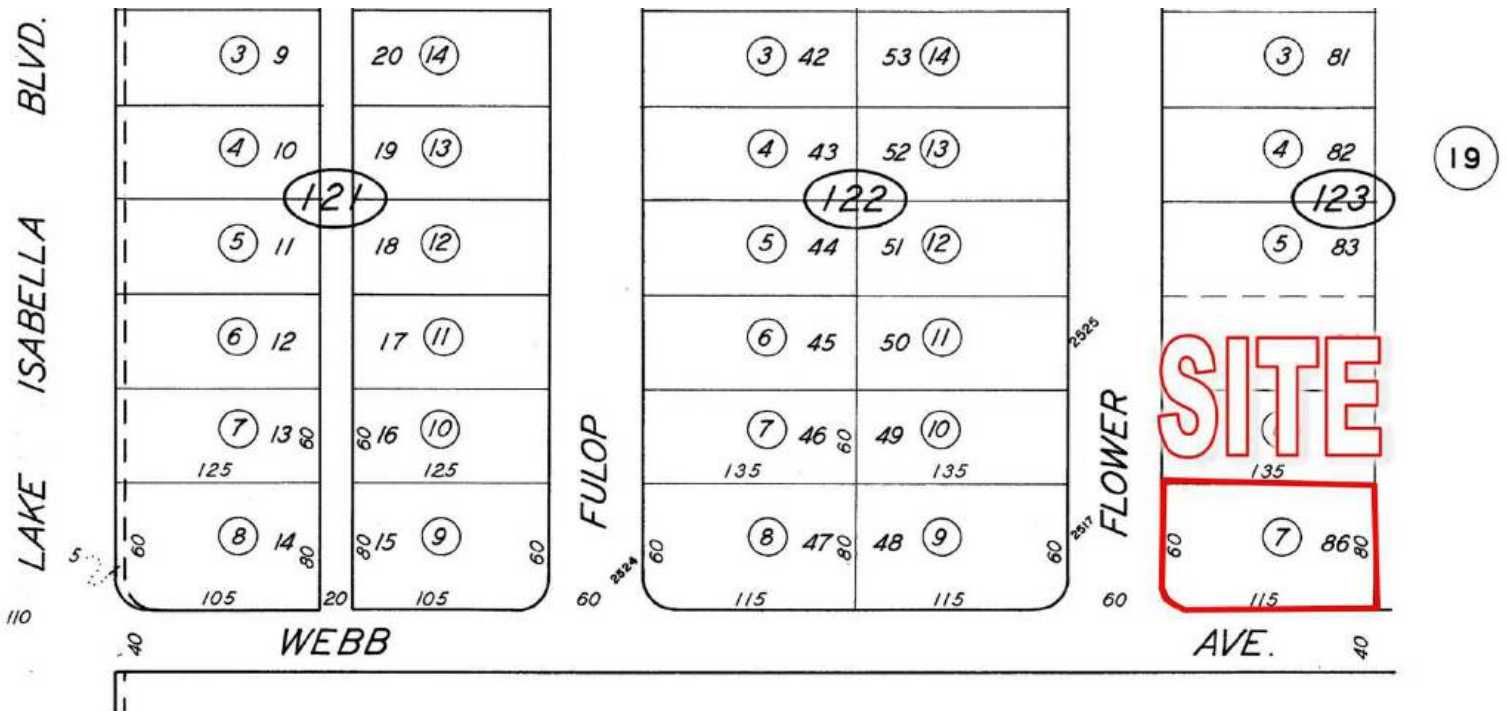 BLVD.
ISABELLA
LAKE
3 9 20 14 3 42 53 14 3 81
4 10 19 13 4 43 52 13 4 82 19
121 122 123
5 11 18 12 5 44 51 12 5 83
6 12 17 11 6 45 50 11
2525
SITE
7 13 60 60 16 10 7 46 60 49 10
125 125 135 135 135
FULOP
FLOWER
60 8 14 80 80 15 9 60 60 8 47 80 48 9 60 60 7 86 80
5
2524
2517
110 105 20 105 60 115 115 60 115
40 WEBB AVE. 40